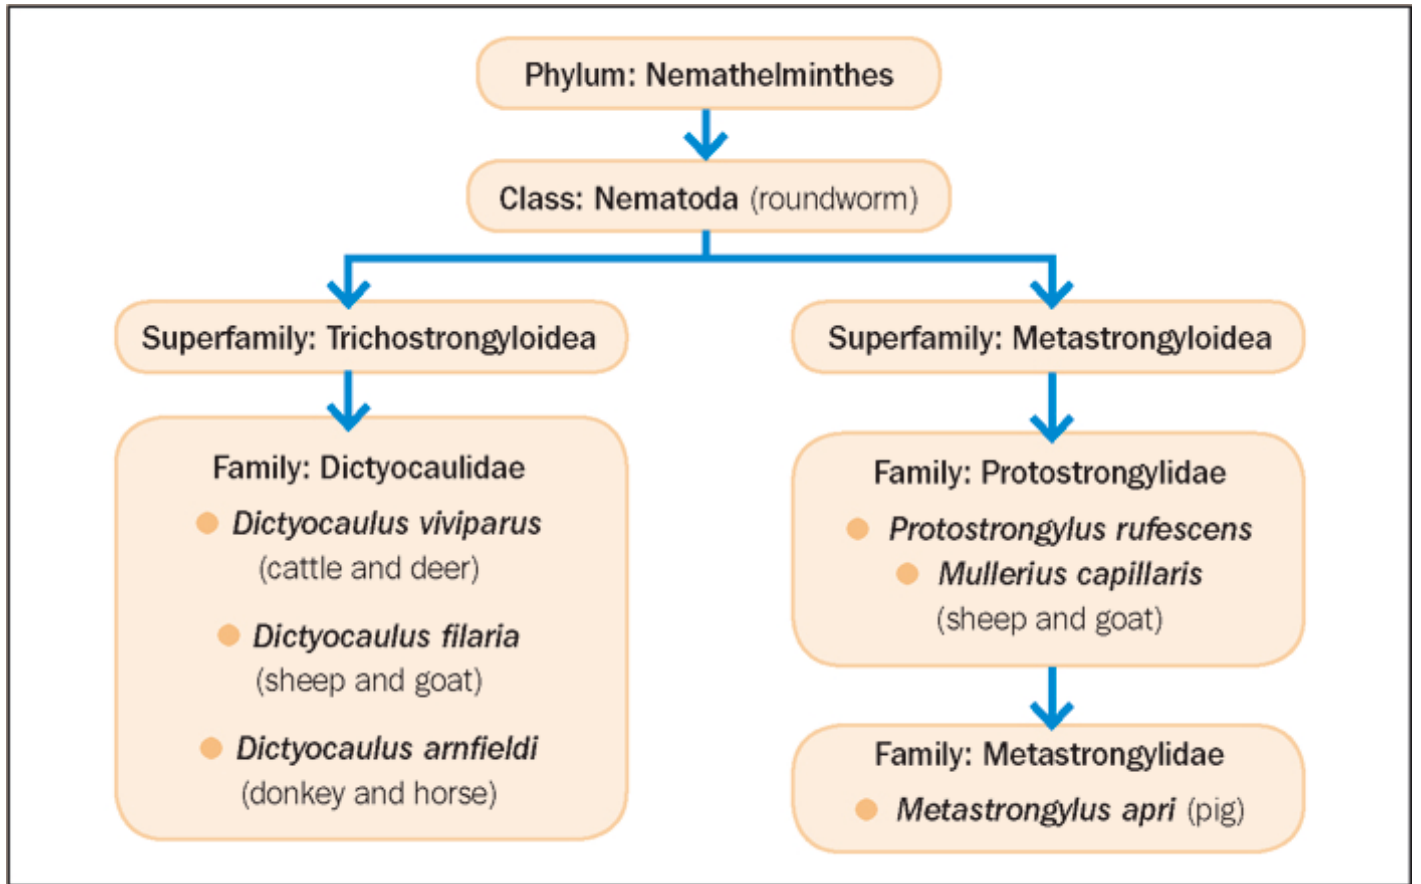 Phylum: Nemathelminthes
Class: Nematoda (roundworm)
Superfamily: Trichostrongyloidea
Family: Dictyocaulidae
Dictyocaulus viviparus
(cattle and deer)
Dictyocaulus filaria
(sheep and goat)
Dictyocaulus arnfieldi
(donkey and horse)
Superfamily: Metastrongyloidea
Family: Protostrongylidae
Protostrongylus rufescens
Mullerius capillaris
(sheep and goat)
Family: Metastrongylidae
Metastrongylus apri (pig)